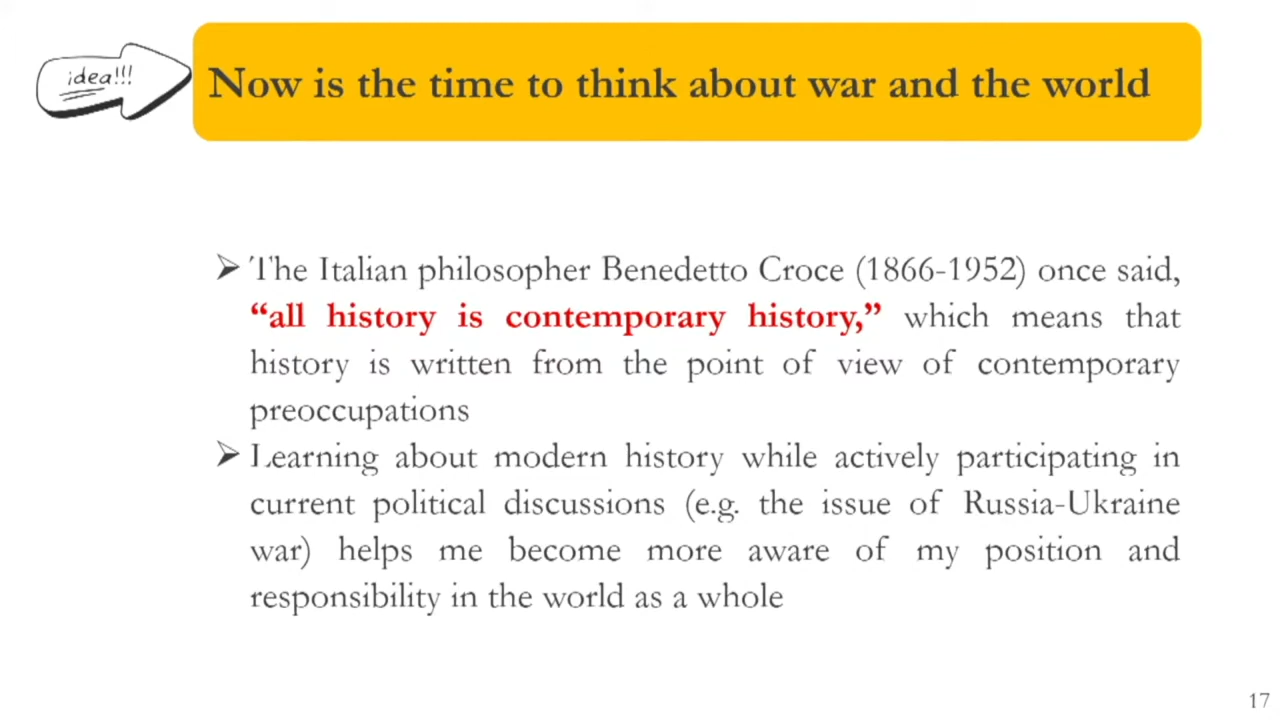 idea!!!
Now is the time to think about war and the world
➢ The Italian philosopher Benedetto Croce (1866-1952) once said,
“all history is contemporary history,” which means that
history is written from the point of view of contemporary
preoccupations
➢ Learning about modern history while actively participating in
current political discussions (e.g. the issue of Russia-Ukraine
war) helps me become more aware of my position and
responsibility in the world as a whole
17